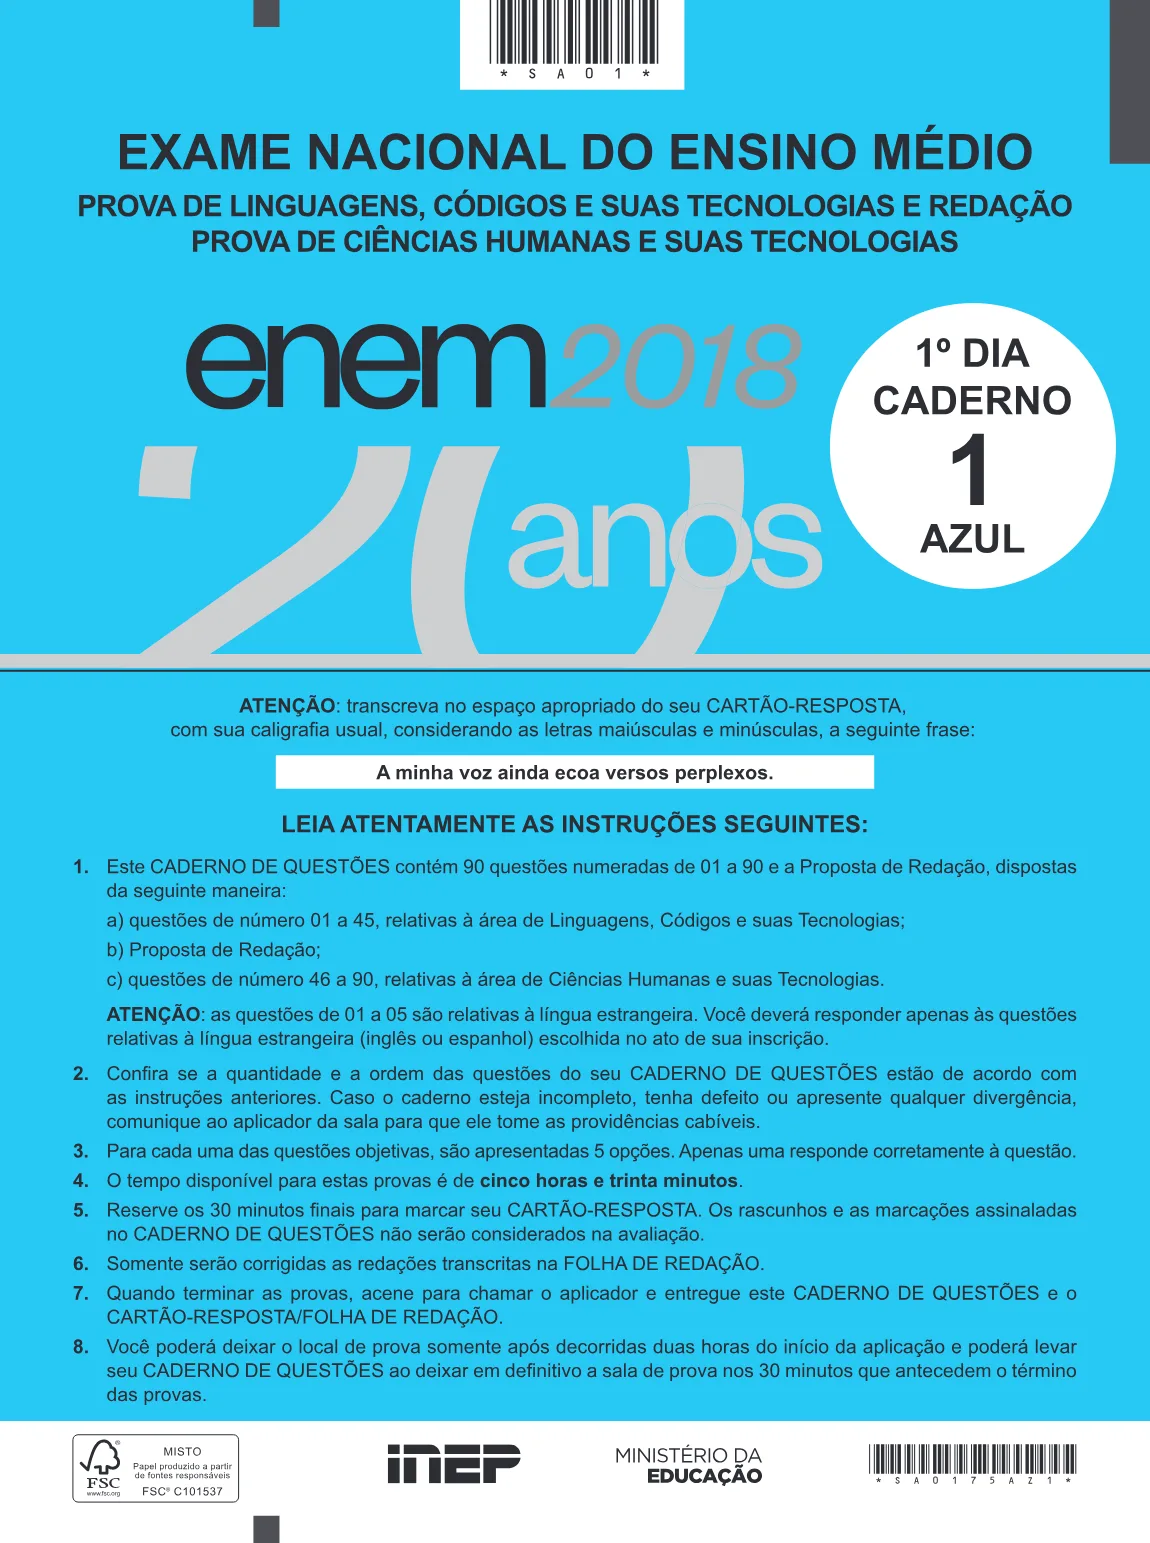 *SA01*
EXAME NACIONAL DO ENSINO MÉDIO
PROVA DE LINGUAGENS, CÓDIGOS E SUAS TECNOLOGIAS E REDAÇÃO
PROVA DE CIÊNCIAS HUMANAS E SUAS TECNOLOGIAS
enem2018
20 anos
1º DIA
CADERNO
1
AZUL
ATENÇÃO: transcreva no espaço apropriado do seu CARTÃO-RESPOSTA,
com sua caligrafia usual, considerando as letras maiúsculas e minúsculas, a seguinte frase:
A minha voz ainda ecoa versos perplexos.
LEIA ATENTAMENTE AS INSTRUÇÕES SEGUINTES:
1. Este CADERNO DE QUESTÕES contém 90 questões numeradas de 01 a 90 e a Proposta de Redação, dispostas
da seguinte maneira:
a) questões de número 01 a 45, relativas à área de Linguagens, Códigos e suas Tecnologias;
b) Proposta de Redação;
c) questões de número 46 a 90, relativas à área de Ciências Humanas e suas Tecnologias.
ATENÇÃO: as questões de 01 a 05 são relativas à língua estrangeira. Você deverá responder apenas às questões
relativas à língua estrangeira (inglês ou espanhol) escolhida no ato de sua inscrição.
2. Confira se a quantidade e a ordem das questões do seu CADERNO DE QUESTÕES estão de acordo com
as instruções anteriores. Caso o caderno esteja incompleto, tenha defeito ou apresente qualquer divergência,
comunique ao aplicador da sala para que ele tome as providências cabíveis.
3. Para cada uma das questões objetivas, são apresentadas 5 opções. Apenas uma responde corretamente à questão.
4. O tempo disponível para estas provas é de cinco horas e trinta minutos.
5. Reserve os 30 minutos finais para marcar seu CARTÃO-RESPOSTA. Os rascunhos e as marcações assinaladas
no CADERNO DE QUESTÕES não serão considerados na avaliação.
6. Somente serão corrigidas as redações transcritas na FOLHA DE REDAÇÃO.
7. Quando terminar as provas, acene para chamar o aplicador e entregue este CADERNO DE QUESTÕES e o
CARTÃO-RESPOSTA/FOLHA DE REDAÇÃO.
8. Você poderá deixar o local de prova somente após decorridas duas horas do início da aplicação e poderá levar
seu CADERNO DE QUESTÕES ao deixar em definitivo a sala de prova nos 30 minutos que antecedem o término
das provas.
FSC®
www.fsc.org
MISTO
Papel produzido a partir
de fontes responsáveis
FSC® C101537
INEP
MINISTÉRIO DA
EDUCAÇÃO
*SA0175AZ1*